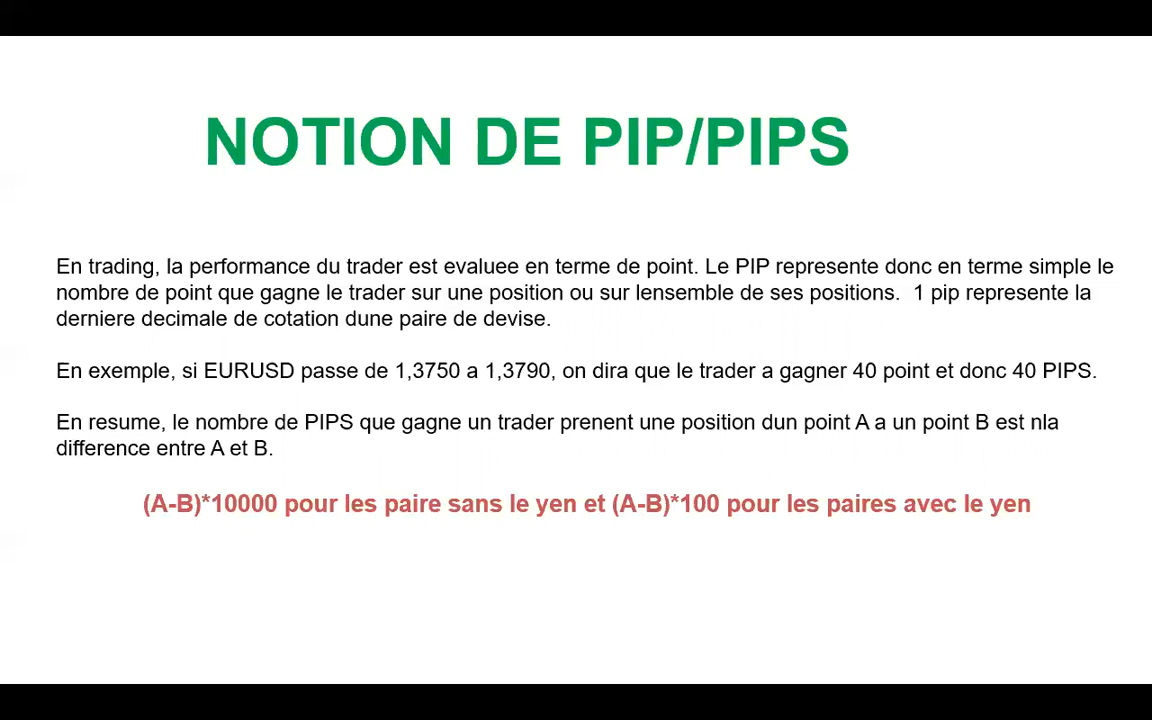 NOTION DE PIP/PIPS
En trading, la performance du trader est evaluee en terme de point. Le PIP represente donc en terme simple le
nombre de point que gagne le trader sur une position ou sur lensemble de ses positions.  1 pip represente la
derniere decimale de cotation dune paire de devise.
En exemple, si EURUSD passe de 1,3750 a 1,3790, on dira que le trader a gagner 40 point et donc 40 PIPS.
En resume, le nombre de PIPS que gagne un trader prenent une position dun point A a un point B est nla
difference entre A et B.
(A-B)*10000 pour les paire sans le yen et (A-B)*100 pour les paires avec le yen